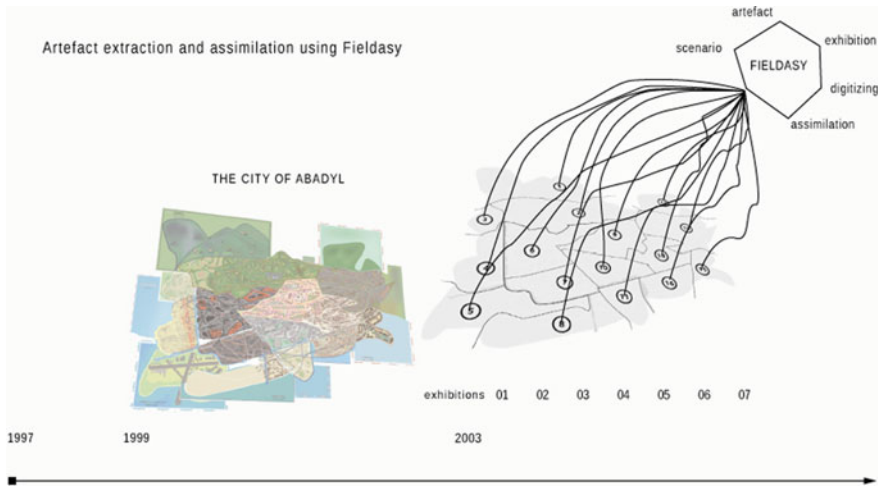 artefact
Artefact extraction and assimilation using Fieldasy
scenario
exhibition
FIELDASY
digitizing
assimilation
THE CITY OF ABADYL
exhibitions 01 02 03 04 05 06 07
1997 1999 2003